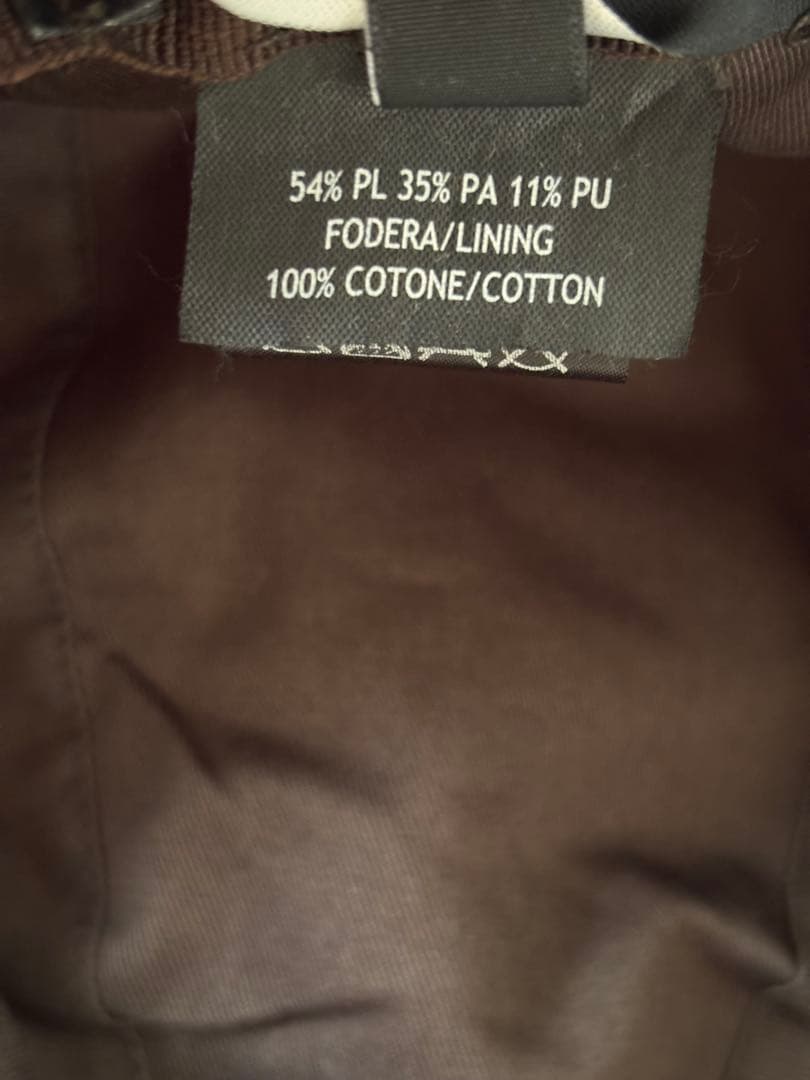 54% PL 35% PA 11% PU
FODERA/LINING
100% COTONE/COTTON